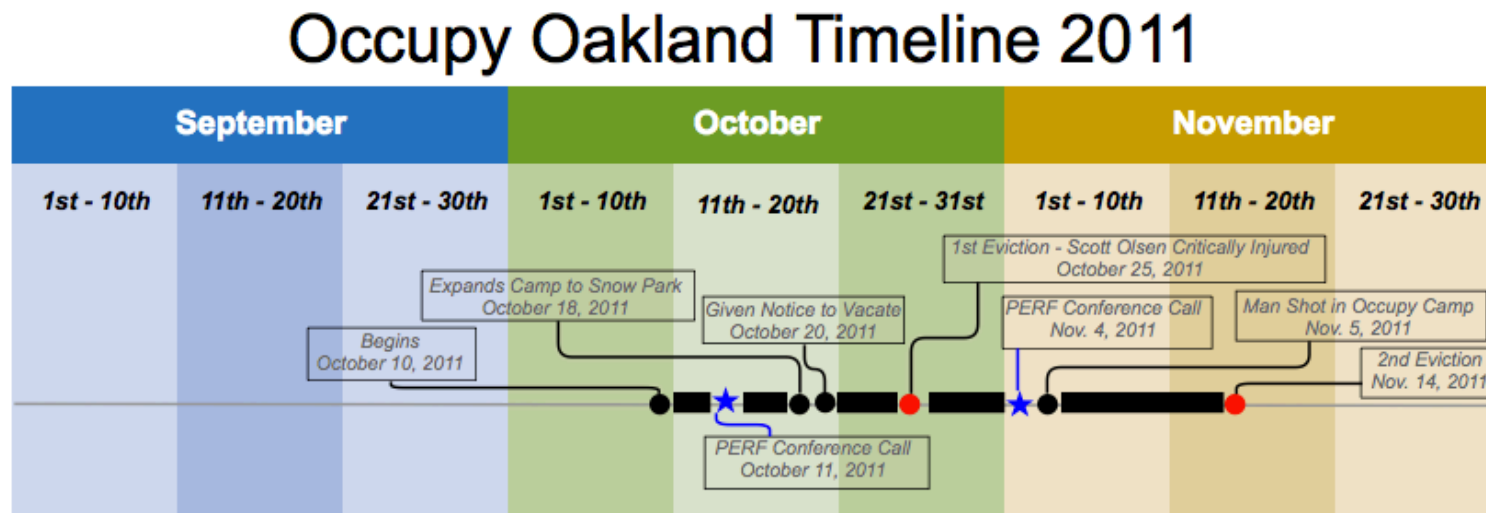 Occupy Oakland Timeline 2011
September
October
November
1st - 10th
11th - 20th
21st - 30th
1st - 10th
11th - 20th
21st - 31st
1st - 10th
11th - 20th
21st - 30th
1st Eviction - Scott Olsen Critically Injured
October 25, 2011
Expands Camp to Snow Park
October 18, 2011
Given Notice to Vacate
October 20, 2011
PERF Conference Call
Nov. 4, 2011
Man Shot in Occupy Camp
Nov. 5, 2011
Begins
October 10, 2011
2nd Eviction
Nov. 14, 2011
PERF Conference Call
October 11, 2011